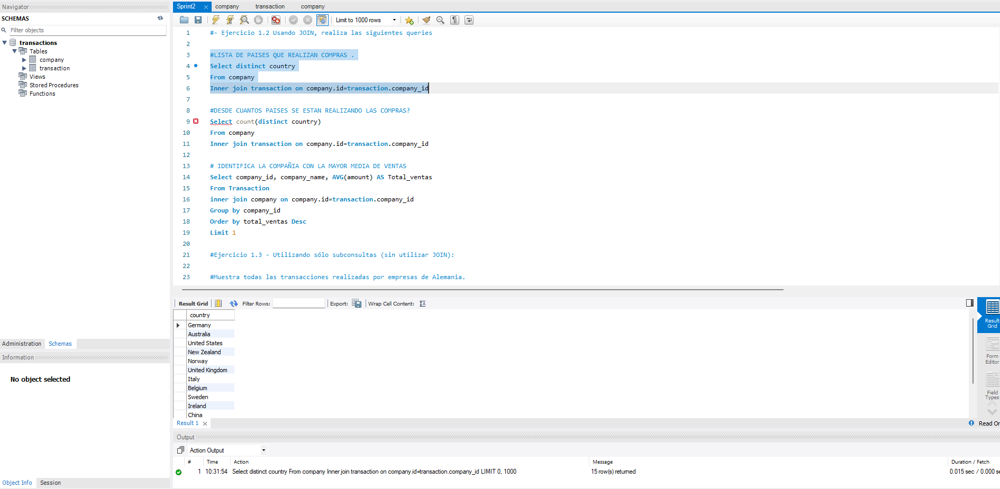 Navigator
SCHEMAS
Filter objects
transactions
Tables
company
transaction
Views
Stored Procedures
Functions
Administration
Schemas
Information
No object selected
Object Info
Session
Sprint2
company
transaction
company
Limit to 1000 rows
1 #- Ejercicio 1.2 Usando JOIN, realiza las siguientes queries
2
3 #LISTA DE PAISES QUE REALIZAN COMPRAS .
4 Select distinct country
5 From company
6 Inner join transaction on company.id=transaction.company_id
7
8 #DESDE CUANTOS PAISES SE ESTAN REALIZANDO LAS COMPRAS?
9 Select count(distinct country)
10 From company
11 Inner join transaction on company.id=transaction.company_id
12
13 # IDENTIFICA LA COMPAÑIA CON LA MAYOR MEDIA DE VENTAS
14 Select company_id, company_name, AVG(amount) AS Total_ventas
15 From Transaction
16 inner join company on company.id=transaction.company_id
17 Group by company_id
18 Order by total_ventas Desc
19 Limit 1
20
21 #Ejercicio 1.3 - Utilizando sólo subconsultas (sin utilizar JOIN):
22
23 #Muestra todas las transacciones realizadas por empresas de Alemania.
Result Grid
Filter Rows:
Export:
Wrap Cell Content:
country
Germany
Australia
United States
New Zealand
Norway
United Kingdom
Italy
Belgium
Sweden
Ireland
China
Result
Grid
Form
Editor
Field
Types
Result 1
Read On
Output
Action Output
# Time Action Message Duration / Fetch
1 10:31:54 Select distinct country From company Inner join transaction on company.id=transaction.company_id LIMIT 0, 1000 15 row(s) returned 0.015 sec / 0.000 se